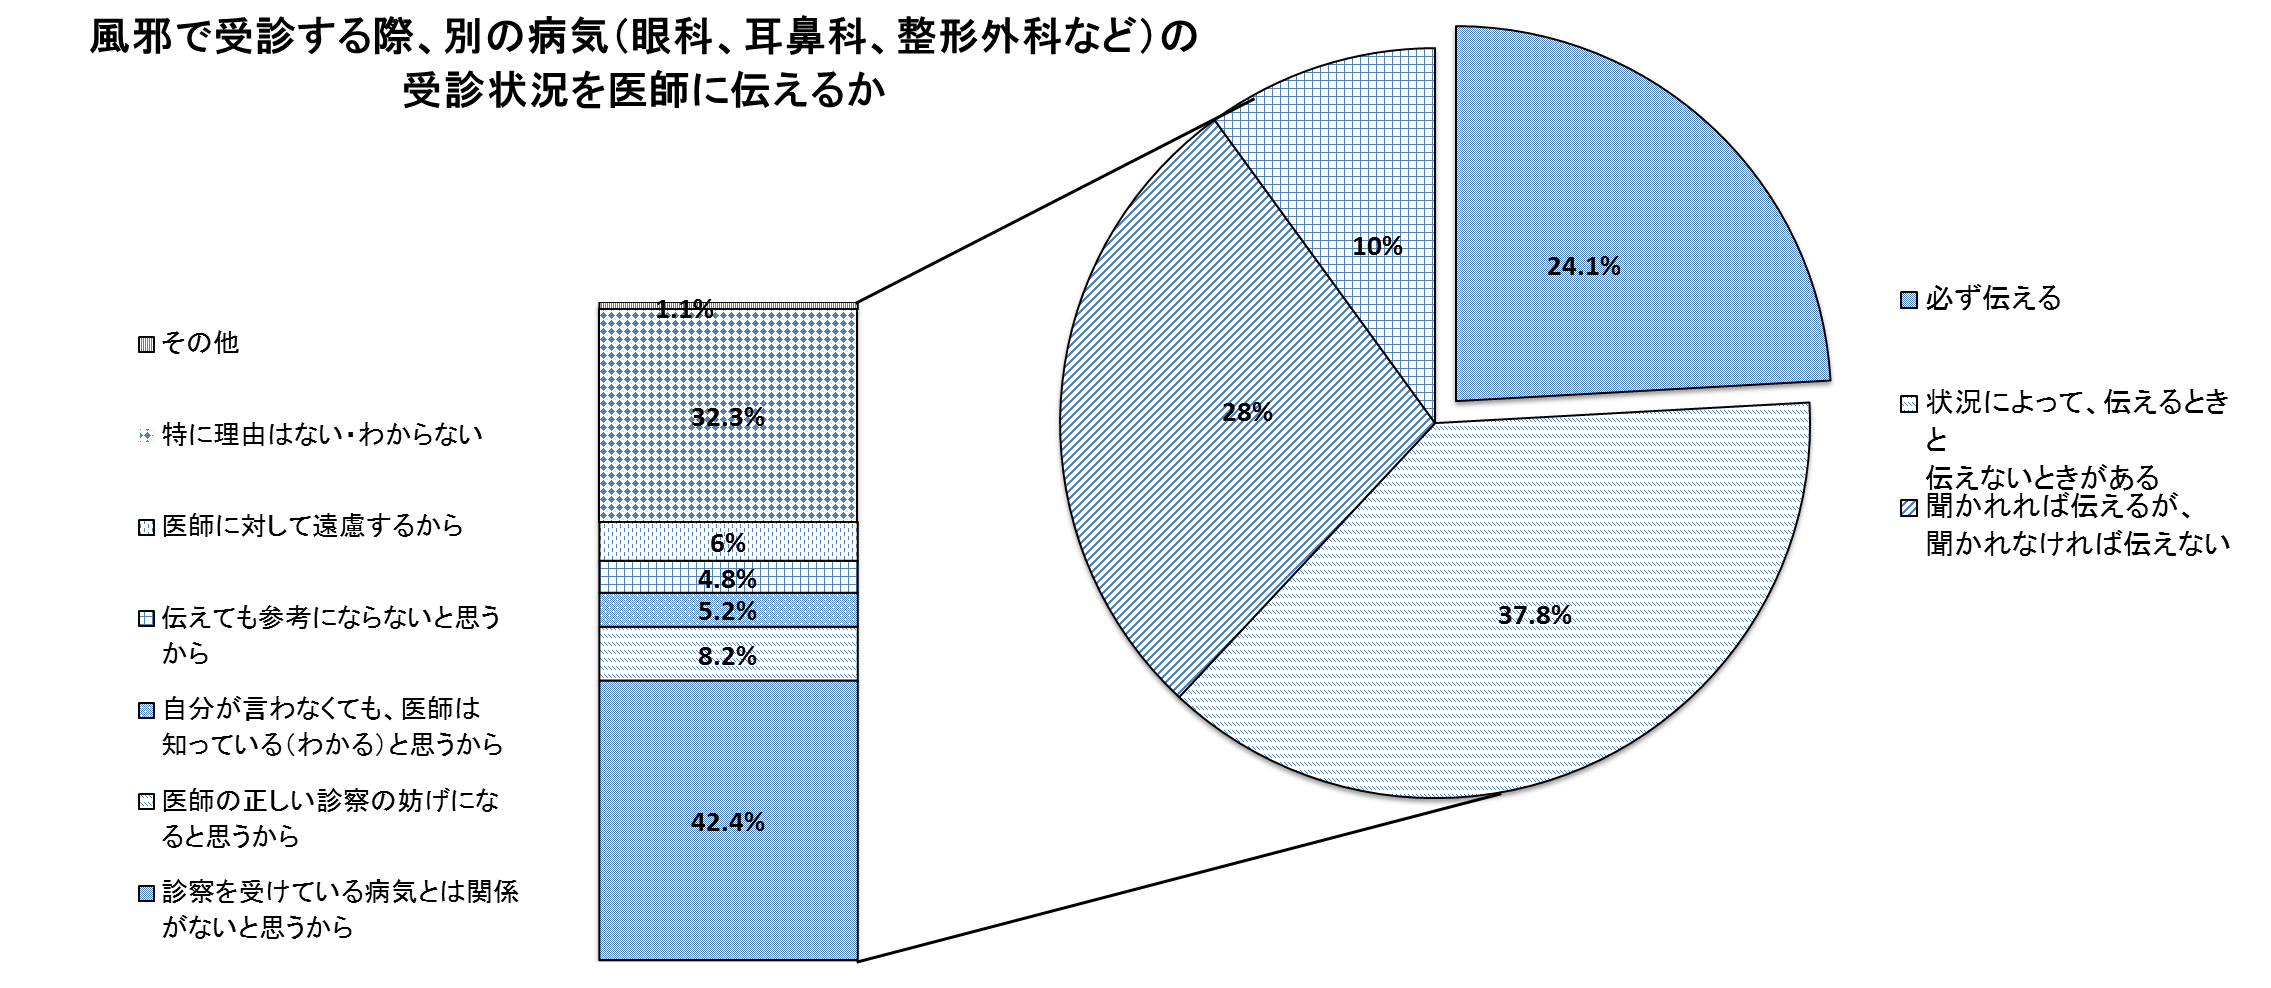 風邪で受診する際、別の病気（眼科、耳鼻科、整形外科など）の
受診状況を医師に伝えるか
その他
特に理由はない・わからない
医師に対して遠慮するから
伝えても参考にならないと思う
から
自分が言わなくても、医師は
知っている（わかる）と思うから
医師の正しい診察の妨げにな
ると思うから
診察を受けている病気とは関係
がないと思うから
1.1%
32.3%
6%
4.8%
5.2%
8.2%
42.4%
10%
24.1%
28%
37.8%
必ず伝える
状況によって、伝えるとき
と
伝えないときがある
聞かれれば伝えるが、
聞かれなければ伝えない